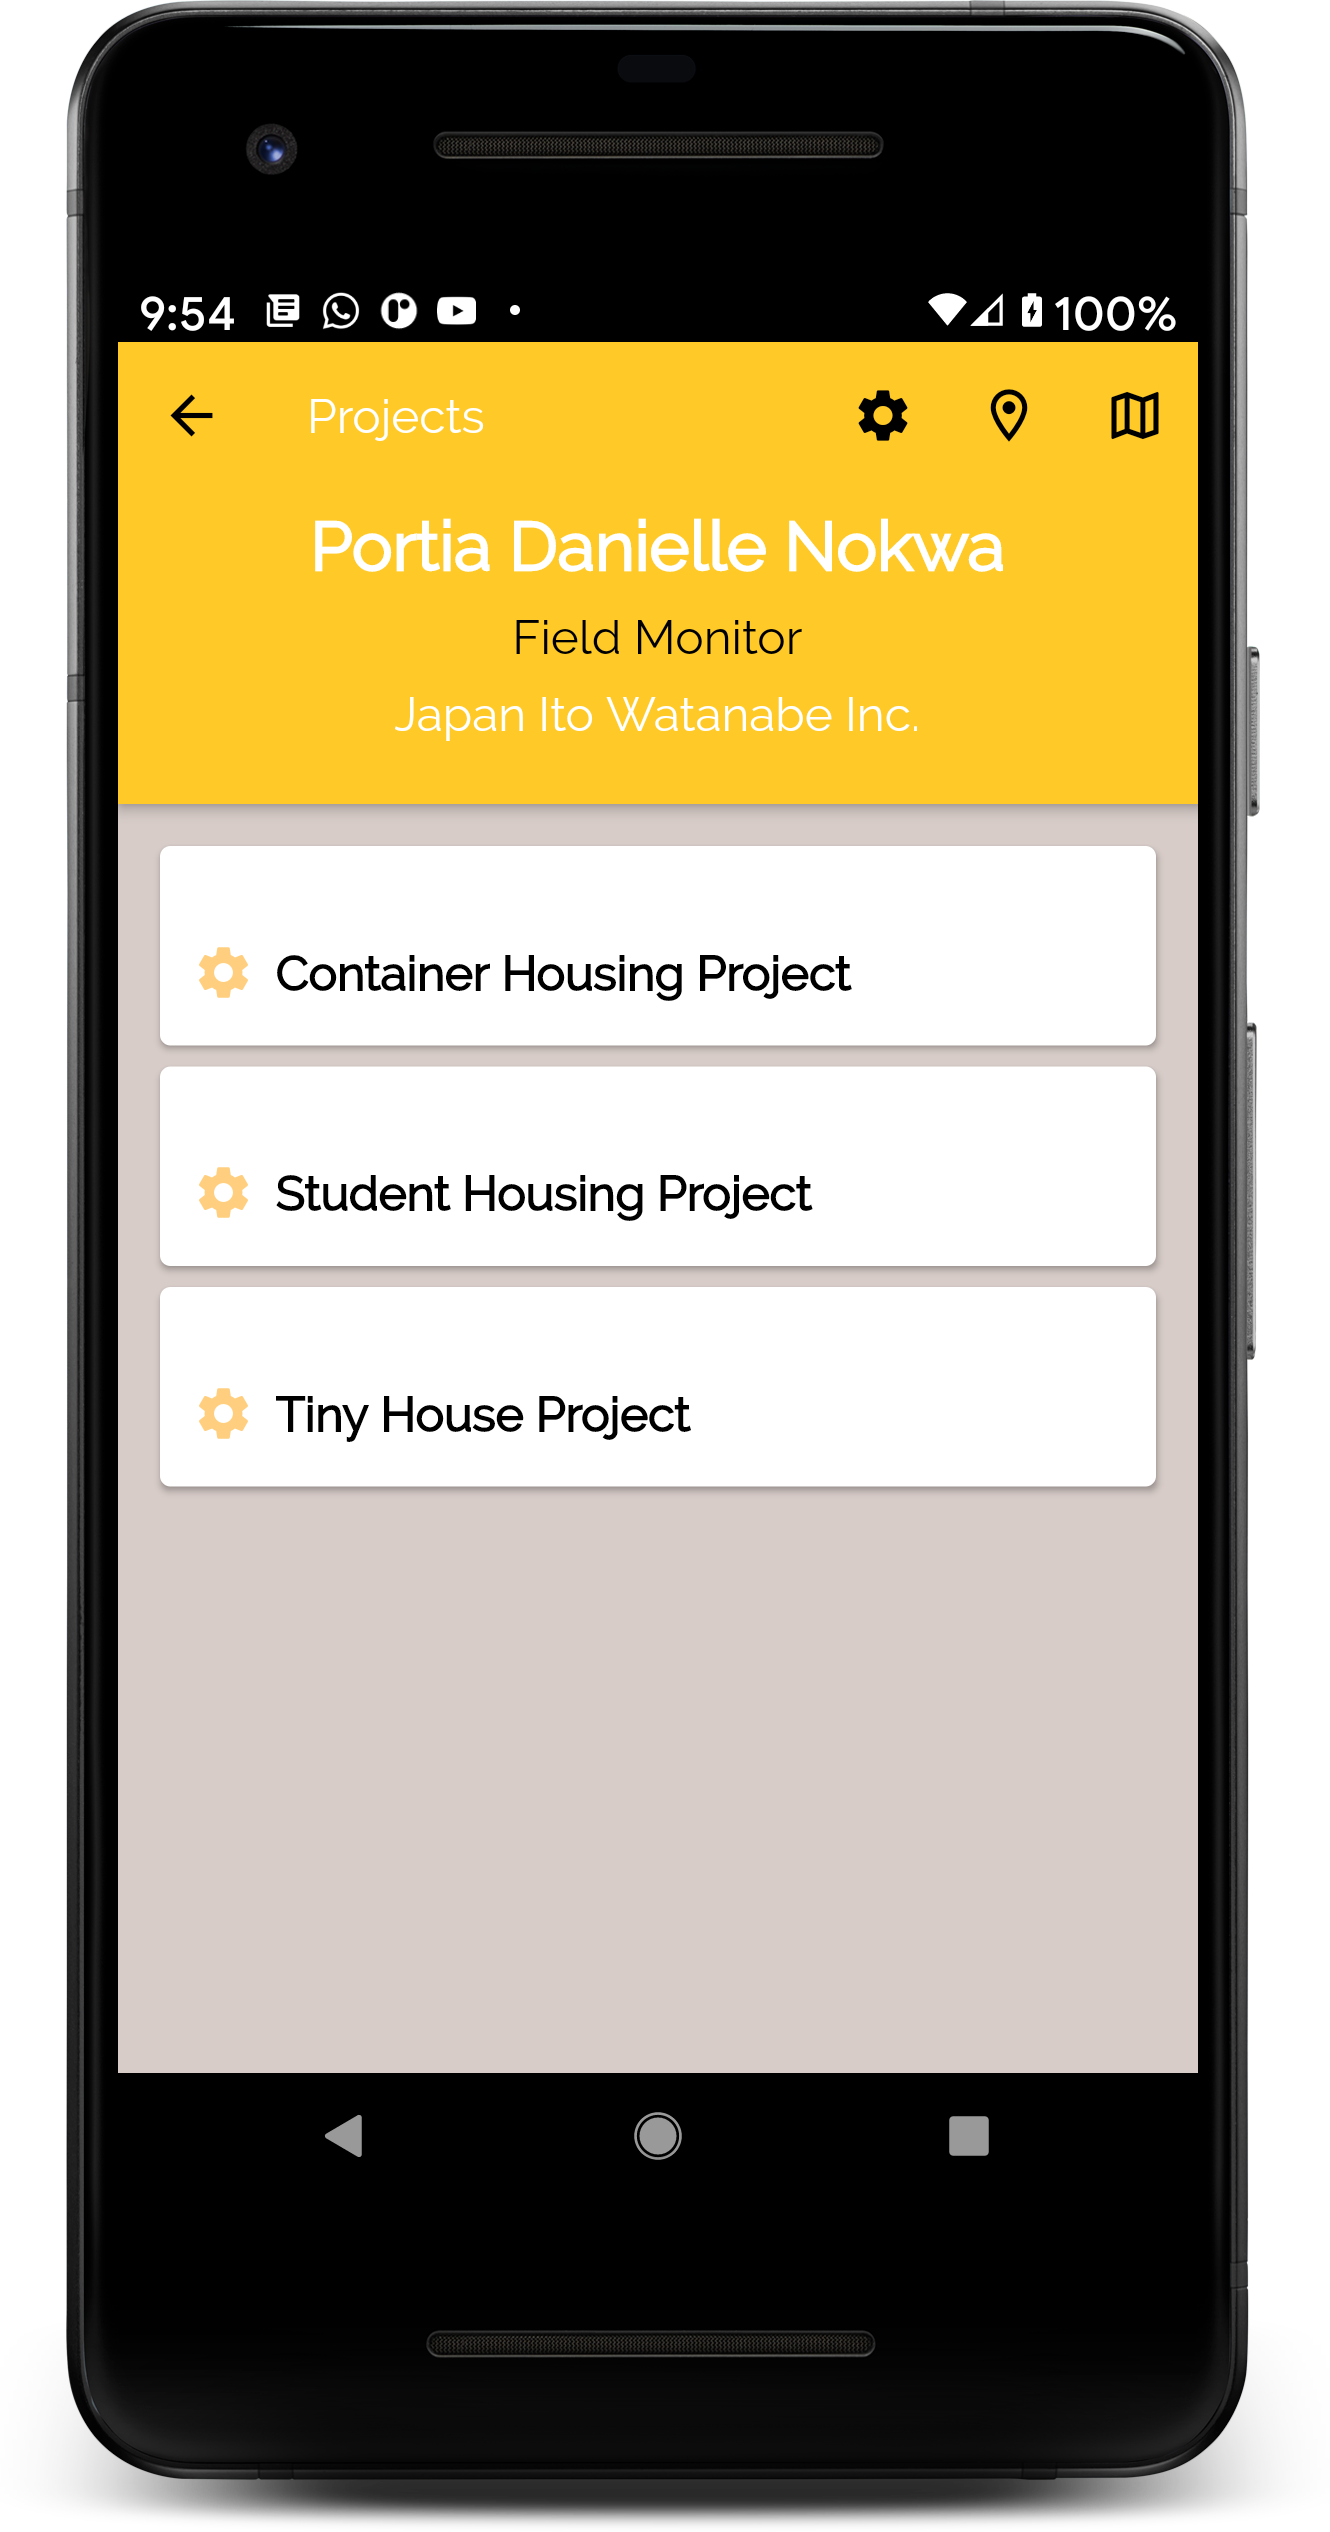 9:54 100%
Projects
Portia Danielle Nokwa
Field Monitor
Japan Ito Watanabe Inc.
Container Housing Project
Student Housing Project
Tiny House Project